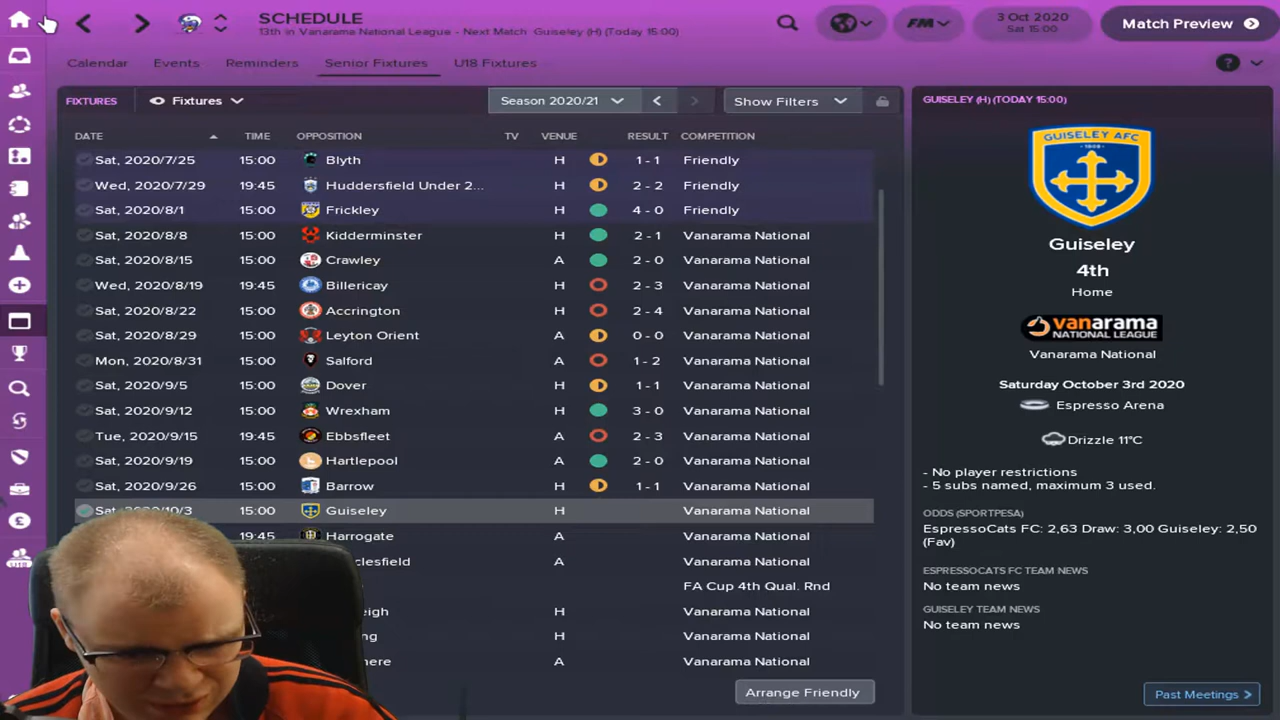 SCHEDULE
13th in Vanarama National League - Next Match Guiseley (H) (Today 15:00)
FM
3 Oct 2020
Sat 15:00
Match Preview
Calendar Events Reminders Senior Fixtures U18 Fixtures
FIXTURES Fixtures Season 2020/21 Show Filters
DATE TIME OPPOSITION TV VENUE RESULT COMPETITION
Sat, 2020/7/25 15:00 Blyth H 1 - 1 Friendly
Wed, 2020/7/29 19:45 Huddersfield Under 2... H 2 - 2 Friendly
Sat, 2020/8/1 15:00 Frickley H 4 - 0 Friendly
Sat, 2020/8/8 15:00 Kidderminster H 2 - 1 Vanarama National
Sat, 2020/8/15 15:00 Crawley A 2 - 0 Vanarama National
Wed, 2020/8/19 19:45 Billericay H 2 - 3 Vanarama National
Sat, 2020/8/22 15:00 Accrington H 2 - 4 Vanarama National
Sat, 2020/8/29 15:00 Leyton Orient A 0 - 0 Vanarama National
Mon, 2020/8/31 15:00 Salford A 1 - 2 Vanarama National
Sat, 2020/9/5 15:00 Dover H 1 - 1 Vanarama National
Sat, 2020/9/12 15:00 Wrexham H 3 - 0 Vanarama National
Tue, 2020/9/15 19:45 Ebbsfleet A 2 - 3 Vanarama National
Sat, 2020/9/19 15:00 Hartlepool A 2 - 0 Vanarama National
Sat, 2020/9/26 15:00 Barrow H 1 - 1 Vanarama National
15:00 Guiseley H Vanarama National
19:45 Harrogate A Vanarama National
clesfield A Vanarama National
FA Cup 4th Qual. Rnd
eigh H Vanarama National
ng H Vanarama National
mere A Vanarama National
Arrange Friendly
U18
GUISELEY (H) (TODAY 15:00)
GUISELEY AFC
Guiseley
4th
Home
vanarama
NATIONAL LEAGUE
Vanarama National
Saturday October 3rd 2020
Espresso Arena
Drizzle 11°C
- No player restrictions
- 5 subs named, maximum 3 used.
ODDS (SPORTPESA)
EspressoCats FC: 2,63 Draw: 3,00 Guiseley: 2,50
(Fav)
ESPRESSOCATS FC TEAM NEWS
No team news
GUISELEY TEAM NEWS
No team news
Past Meetings >